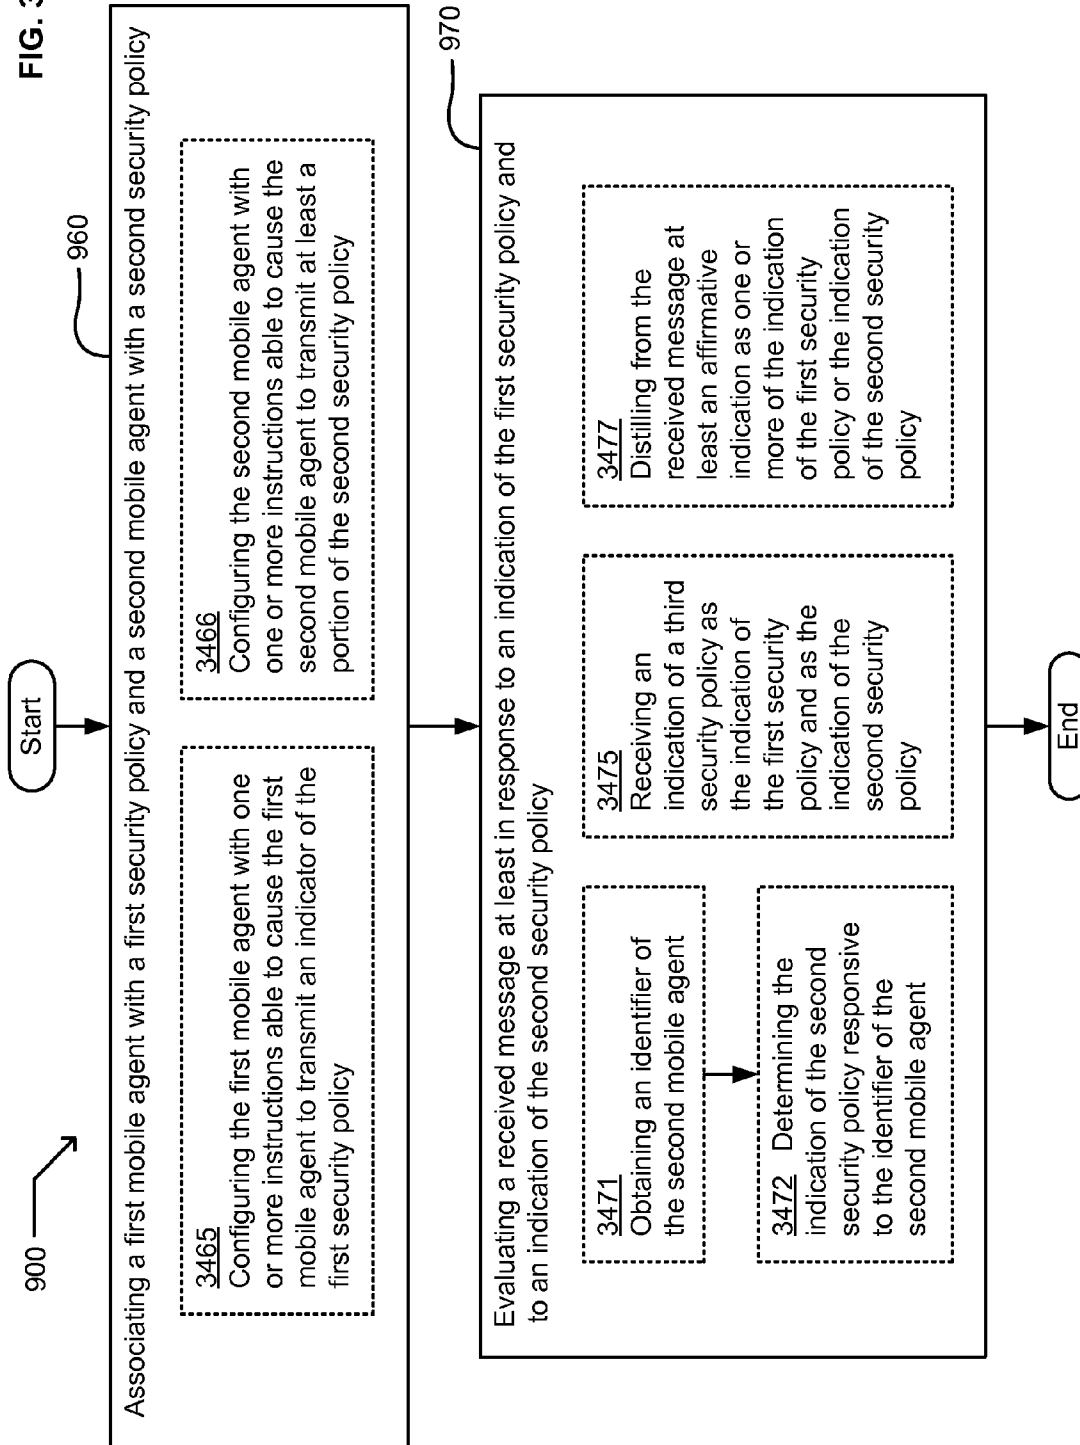 FIG. 3
900
Start
960
Associating a first mobile agent with a first security policy and a second mobile agent with a second security policy
3465
Configuring the first mobile agent with one
or more instructions able to cause the first
mobile agent to transmit an indicator of the
first security policy
3466
Configuring the second mobile agent with
one or more instructions able to cause the
second mobile agent to transmit at least a
portion of the second security policy
970
Evaluating a received message at least in response to an indication of the first security policy and
to an indication of the second security policy
3471
Obtaining an identifier of
the second mobile agent
3472 Determining the
indication of the second
security policy responsive
to the identifier of the
second mobile agent
3475
Receiving an
indication of a third
security policy as
the indication of
the first security
policy and as the
indication of the
second security
policy
3477
Distilling from the
received message at
least an affirmative
indication as one or
more of the indication
of the first security
policy or the indication
of the second security
policy
End